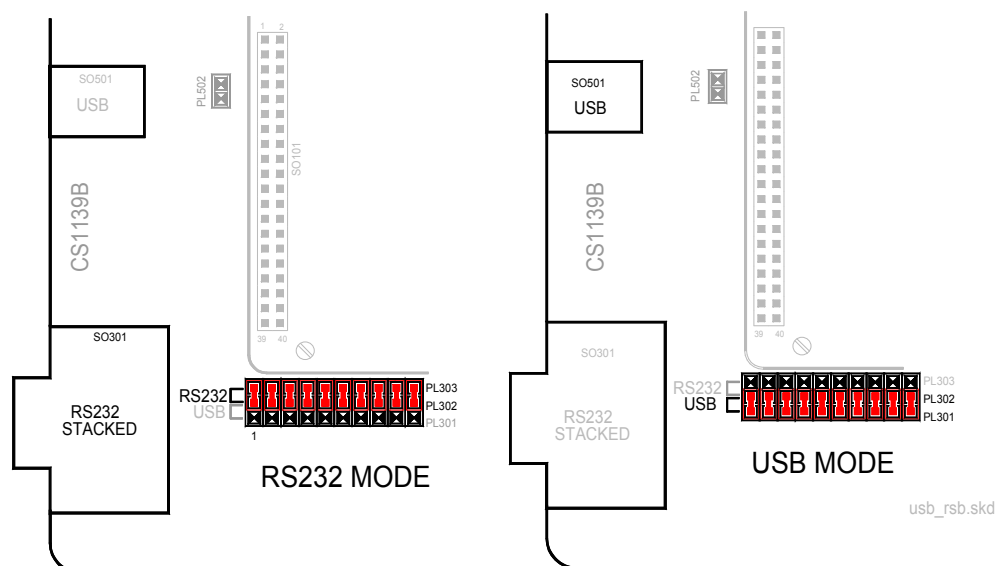 1 2
SO501
USB
PL502
SO101
CS1139B
39 40
SO301
RS232
STACKED
RS232
USB
PL303
PL302
PL301
1
RS232 MODE
SO501
USB
PL502
CS1139B
39 40
SO301
RS232
STACKED
RS232
USB
PL303
PL302
PL301
USB MODE
usb_rsb.skd